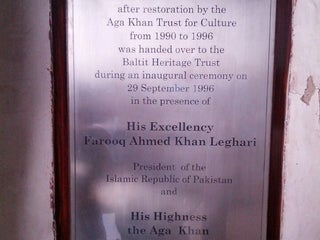 after restoration by the
Aga Khan Trust for Culture
from 1990 to 1996
was handed over to the
Baltit Heritage Trust
during an inaugural ceremony on
29 September 1996
in the presence of
His Excellency
Farooq Ahmed Khan Leghari
President of the
Islamic Republic of Pakistan
and
His Highness
the Aga Khan